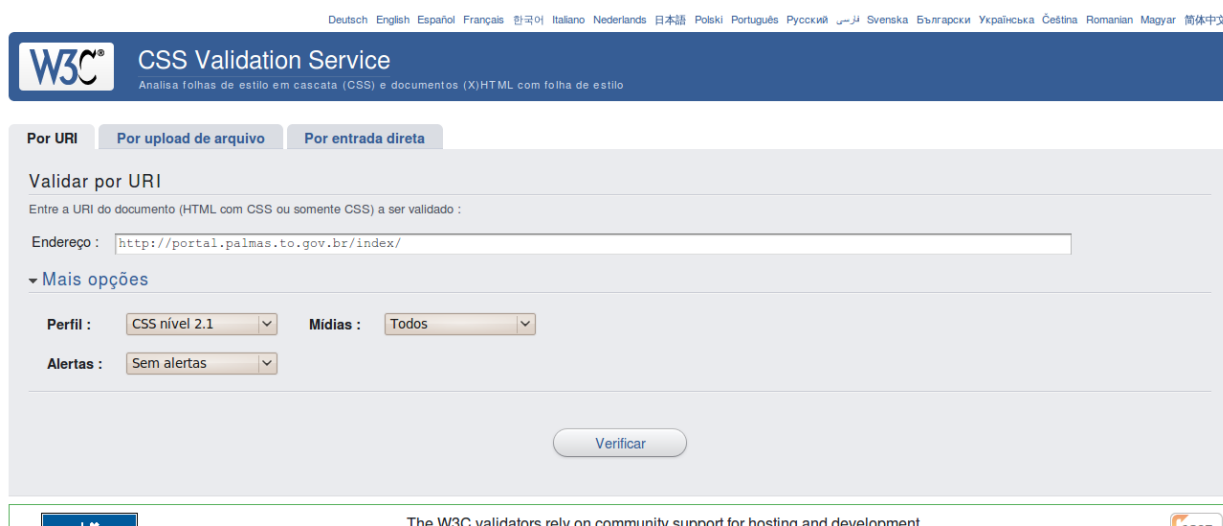 Deutsch English Español Français 한국어 Italiano Nederlands 日本語 Polski Português Русский فارسی Svenska Български Українська Čeština Romanian Magyar 简体中文
W3C®
CSS Validation Service
Analisa folhas de estilo em cascata (CSS) e documentos (X)HTML com folha de estilo
Por URI Por upload de arquivo Por entrada direta
Validar por URI
Entre a URI do documento (HTML com CSS ou somente CSS) a ser validado :
Endereço : http://portal.palmas.to.gov.br/index/
Mais opções
Perfil : CSS nível 2.1 Mídias : Todos
Alertas : Sem alertas
Verificar
The W3C validators rely on community support for hosting and development